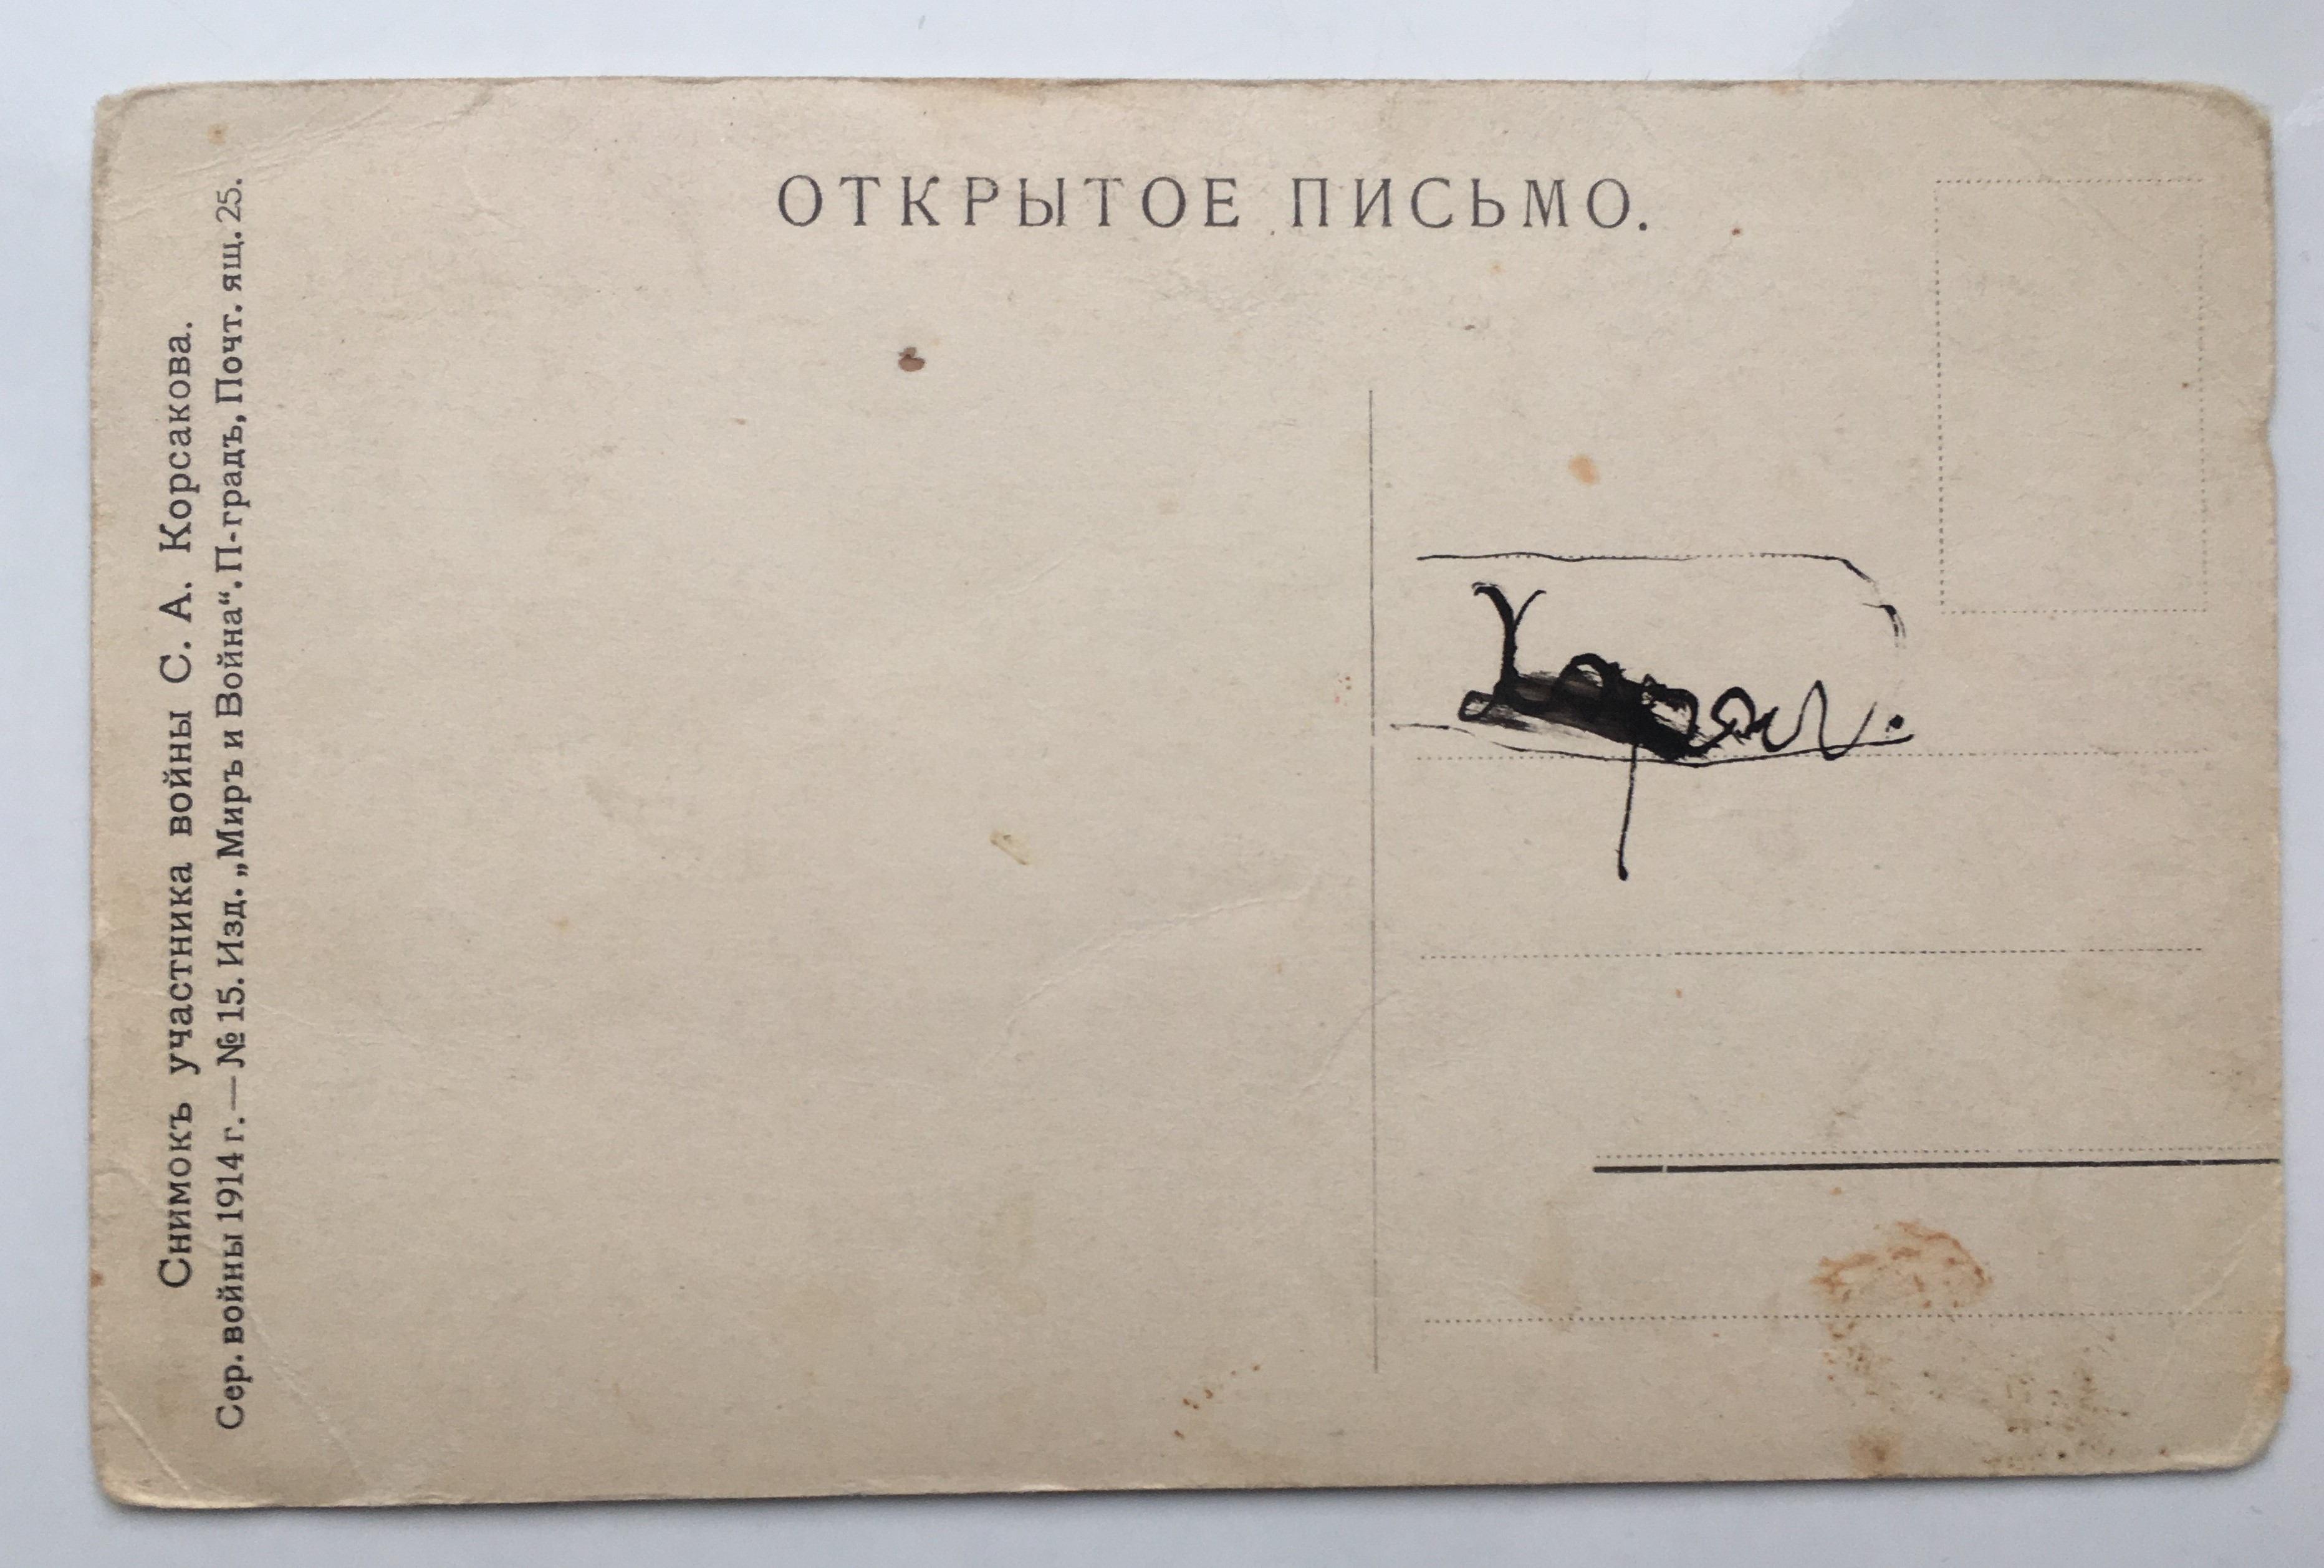 ОТКРЫТОЕ ПИСЬМО.
Снимокъ участника войны С. А. Корсакова.
Сер. войны 1914 г.—№ 15. Изд. „Миръ и Война“. П-градъ, Почт. ящ. 25.